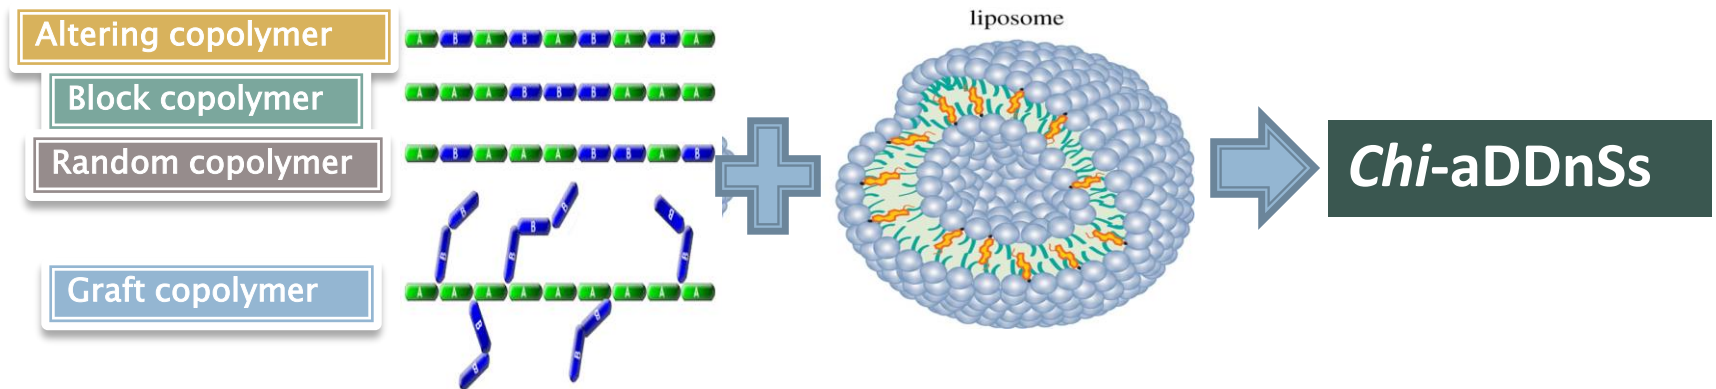 liposome
Altering copolymer
A B A B A B A B A
Block copolymer
A A A B B B A A A
Random copolymer
A B A A A B B A B
B B B
B
B B B
Graft copolymer
A A A A A A A A A
B B
B B
Chi-aDDnSs